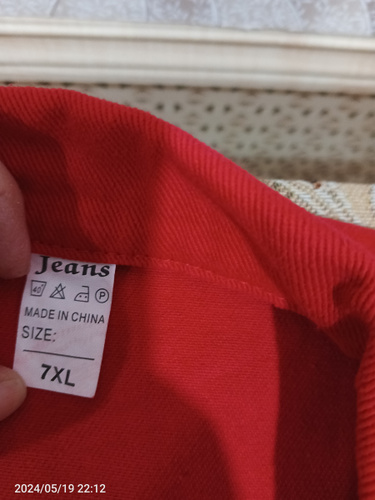 Jeans
40 P
MADE IN CHINA
SIZE:
7XL
2024/05/19 22:12